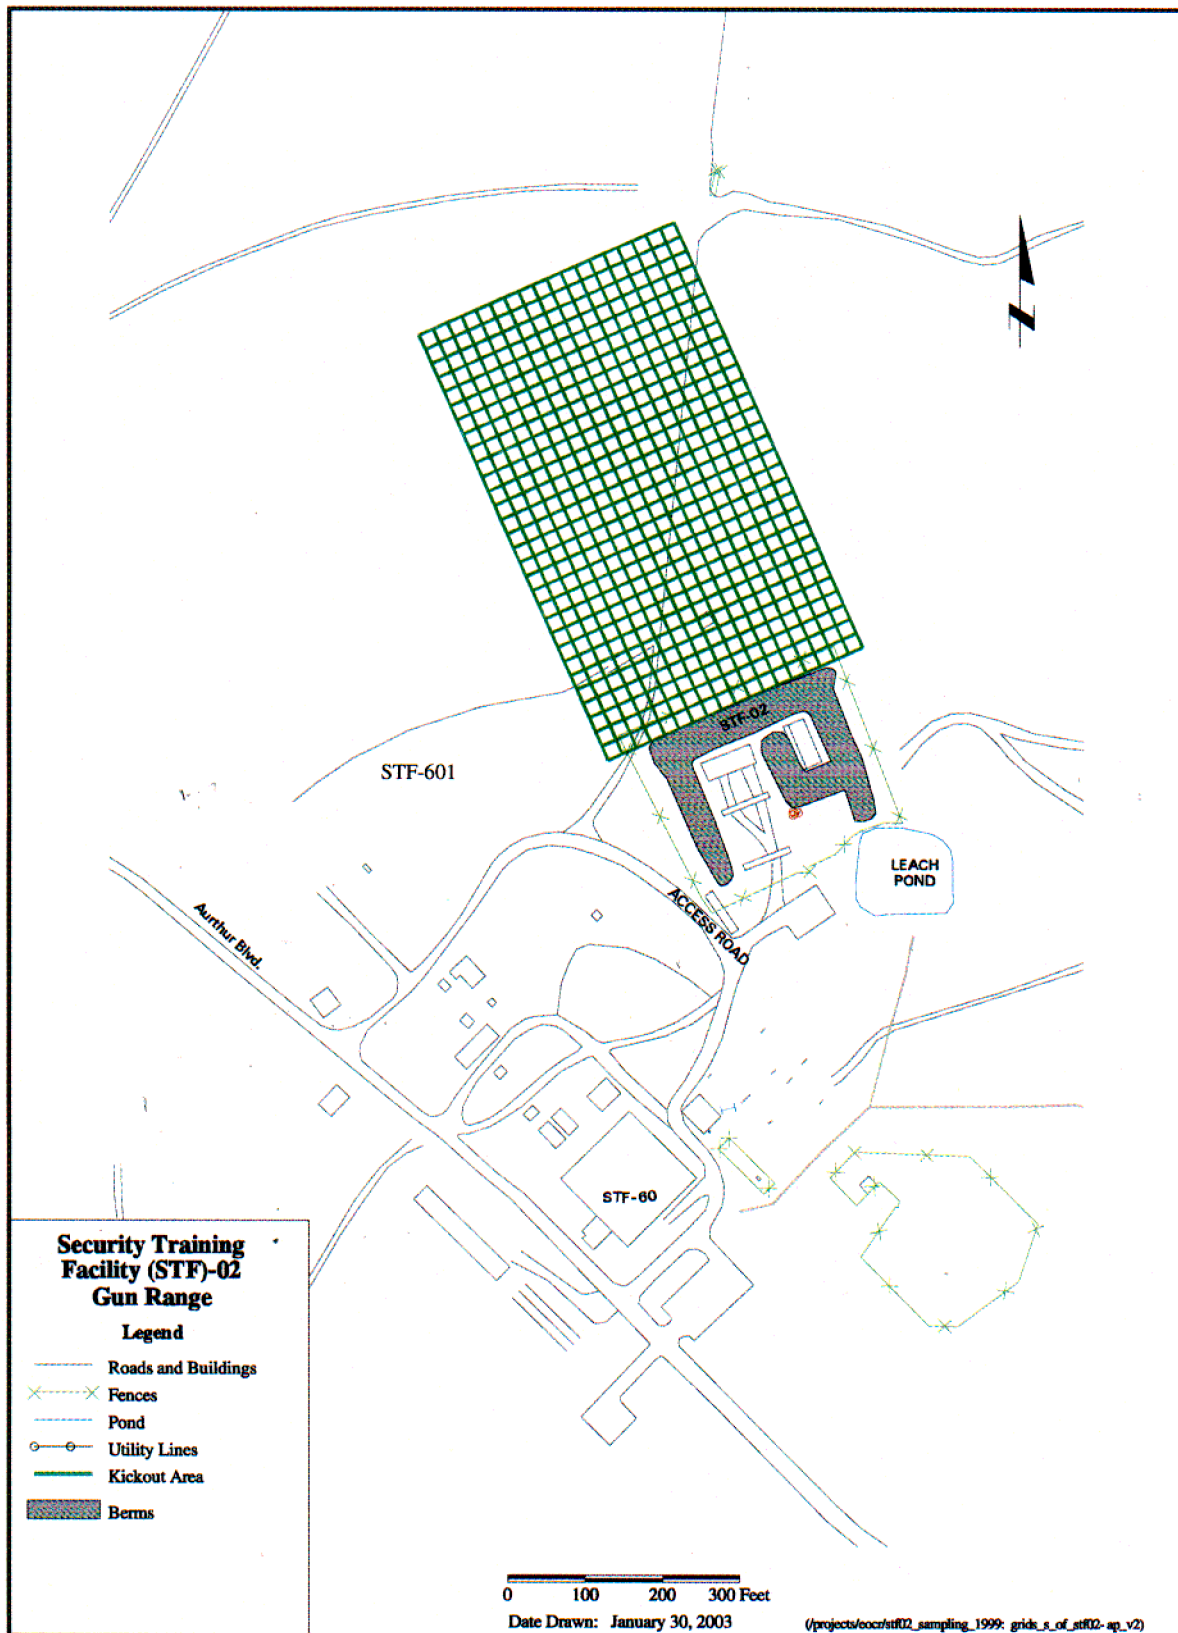 STF-02
STF-601
LEACH
POND
ACCESS ROAD
Aurthur Blvd.
STF-60
Security Training
Facility (STF)-02
Gun Range
Legend
Roads and Buildings
Fences
Pond
Utility Lines
Kickout Area
Berms
0 100 200 300 Feet
Date Drawn: January 30, 2003
(/projects/eocr/stf02_sampling_1999: grids_s_of_stf02-ap_v2)